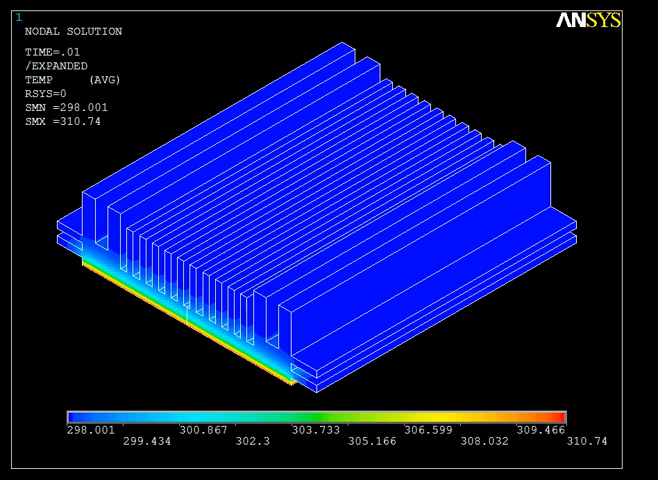 1
ANSYS
NODAL SOLUTION
TIME=.01
/EXPANDED
TEMP (AVG)
RSYS=0
SMN =298.001
SMX =310.74
298.001 300.867 303.733 306.599 309.466
299.434 302.3 305.166 308.032 310.74